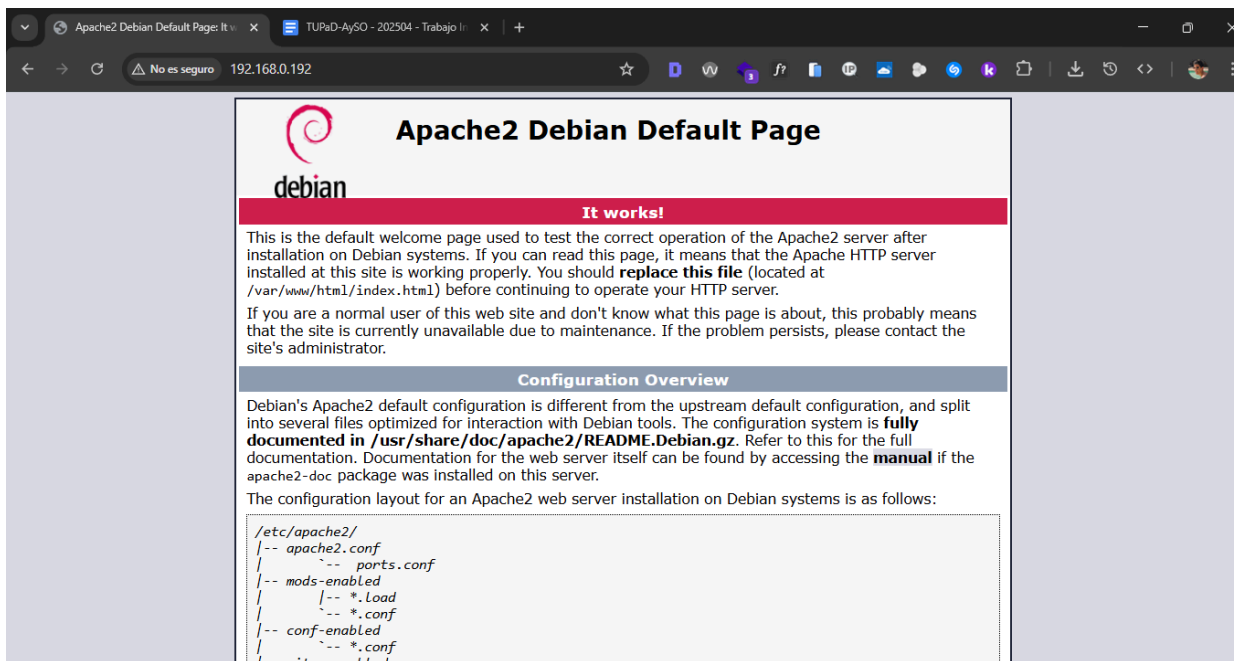 Apache2 Debian Default Page: It w
TUPaD-AySO - 202504 - Trabajo In
No es seguro 192.168.0.192
debian
Apache2 Debian Default Page
It works!
This is the default welcome page used to test the correct operation of the Apache2 server after
installation on Debian systems. If you can read this page, it means that the Apache HTTP server
installed at this site is working properly. You should replace this file (located at
/var/www/html/index.html) before continuing to operate your HTTP server.
If you are a normal user of this web site and don't know what this page is about, this probably means
that the site is currently unavailable due to maintenance. If the problem persists, please contact the
site's administrator.
Configuration Overview
Debian's Apache2 default configuration is different from the upstream default configuration, and split
into several files optimized for interaction with Debian tools. The configuration system is fully
documented in /usr/share/doc/apache2/README.Debian.gz. Refer to this for the full
documentation. Documentation for the web server itself can be found by accessing the manual if the
apache2-doc package was installed on this server.
The configuration layout for an Apache2 web server installation on Debian systems is as follows:
/etc/apache2/
|-- apache2.conf
|       `--  ports.conf
|-- mods-enabled
|       |-- *.load
|       `-- *.conf
|-- conf-enabled
|       `-- *.conf